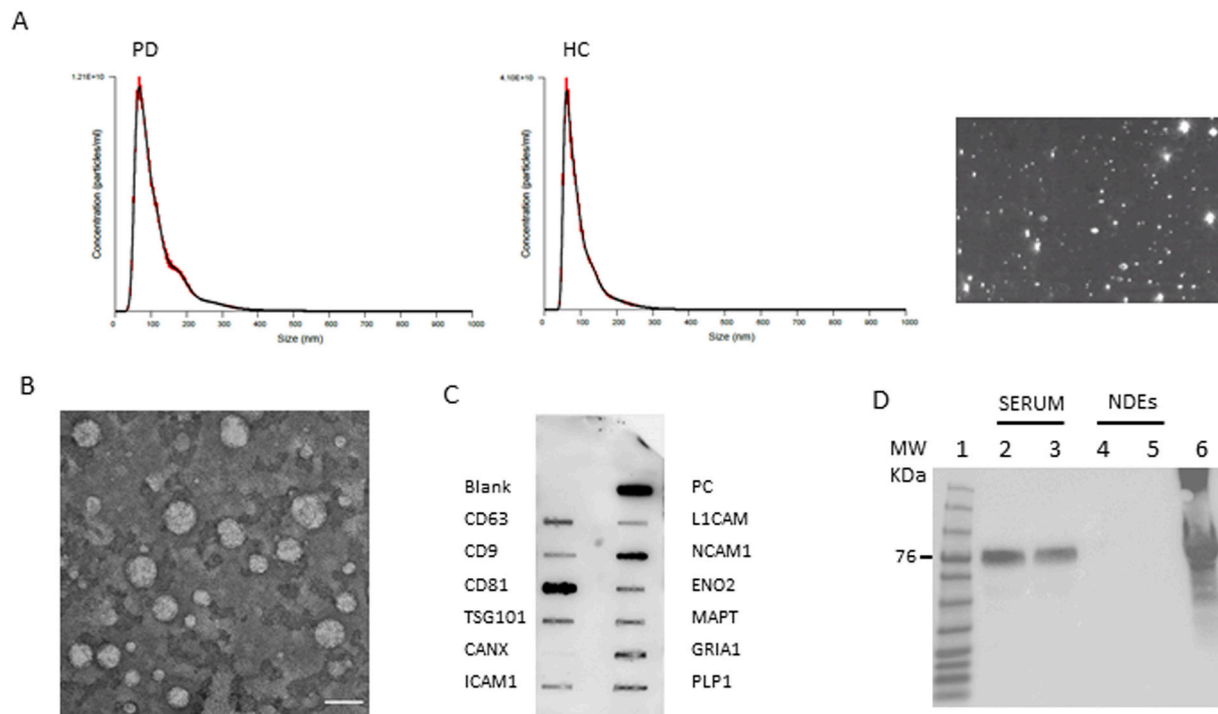 A
PD
HC
1.21E+10
Concentration (particles/ml)
0
100
200
300
400
500
600
700
800
900
1000
Size (nm)
4.10E+10
Concentration (particles/ml)
0
100
200
300
400
500
600
700
800
900
1000
Size (nm)
B
C
Blank
PC
CD63
L1CAM
CD9
NCAM1
CD81
ENO2
TSG101
MAPT
CANX
GRIA1
ICAM1
PLP1
D
SERUM
NDEs
MW
1
2
3
4
5
6
KDa
76